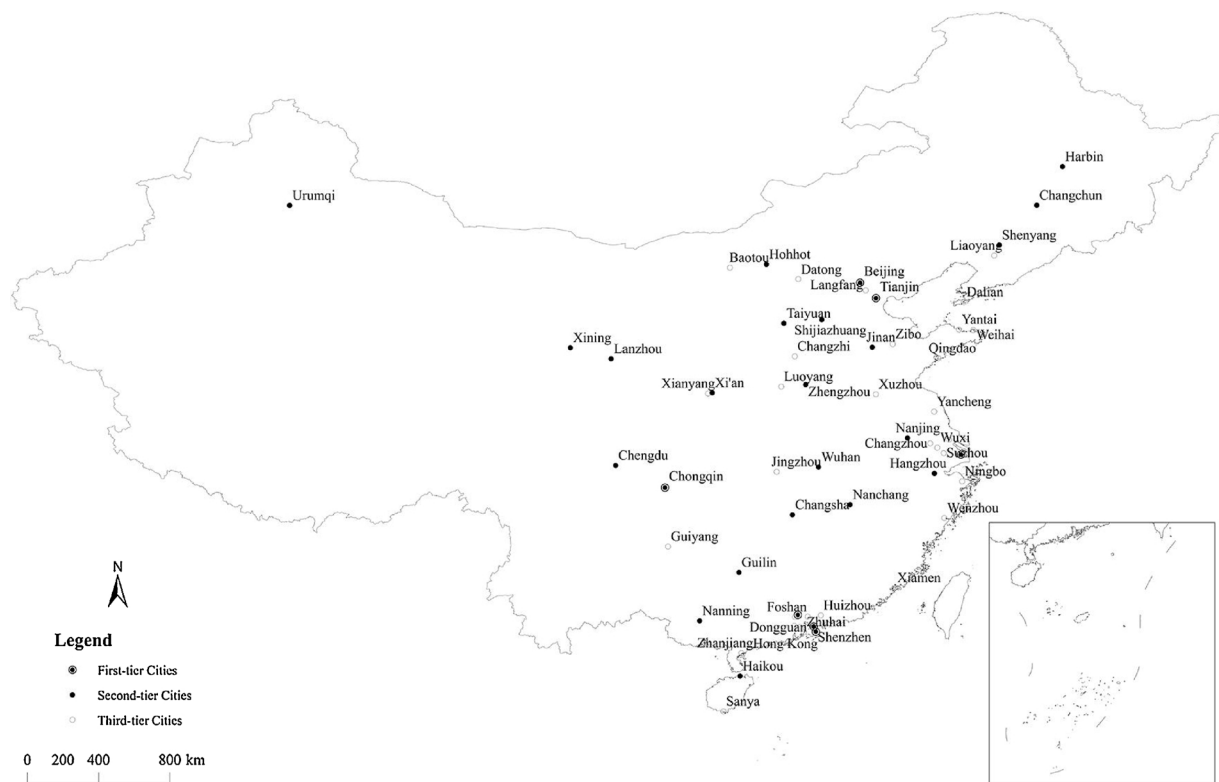 Harbin
Urumqi
Changchun
Shenyang
Liaoyang
Baotou
Hohhot
Datong
Beijing
Langfang
Tianjin
Dalian
Taiyuan
Shijiazhuang
Yantai
Weihai
Jinan
Zibo
Xining
Lanzhou
Changzhi
Qingdao
Xianyang
Xi'an
Luoyang
Zhengzhou
Xuzhou
Yancheng
Nanjing
Changzhou
Wuxi
Suzhou
Chengdu
Jingzhou
Wuhan
Hangzhou
Ningbo
Chongqin
Changsha
Nanchang
Wenzhou
Guiyang
Guilin
Xiamen
Nanning
Foshan
Huizhou
Dongguan
Zhuhai
Shenzhen
Zhanjiang
Hong Kong
Haikou
Sanya
N
Legend
First-tier Cities
Second-tier Cities
Third-tier Cities
0 200 400 800 km